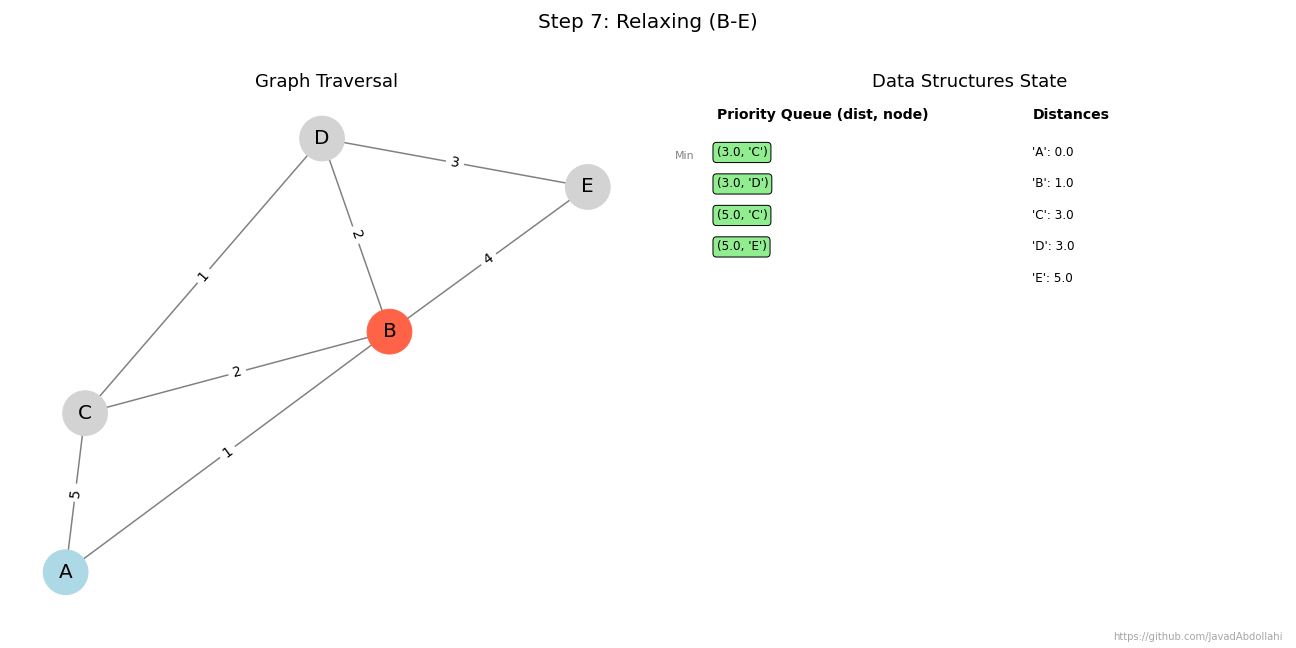 Step 7: Relaxing (B-E)
Graph Traversal
D
3
E
2
4
1
B
2
C
1
5
A
Data Structures State
Priority Queue (dist, node)
Min
(3.0, 'C')
(3.0, 'D')
(5.0, 'C')
(5.0, 'E')
Distances
'A': 0.0
'B': 1.0
'C': 3.0
'D': 3.0
'E': 5.0
https://github.com/JavadAbdollahi